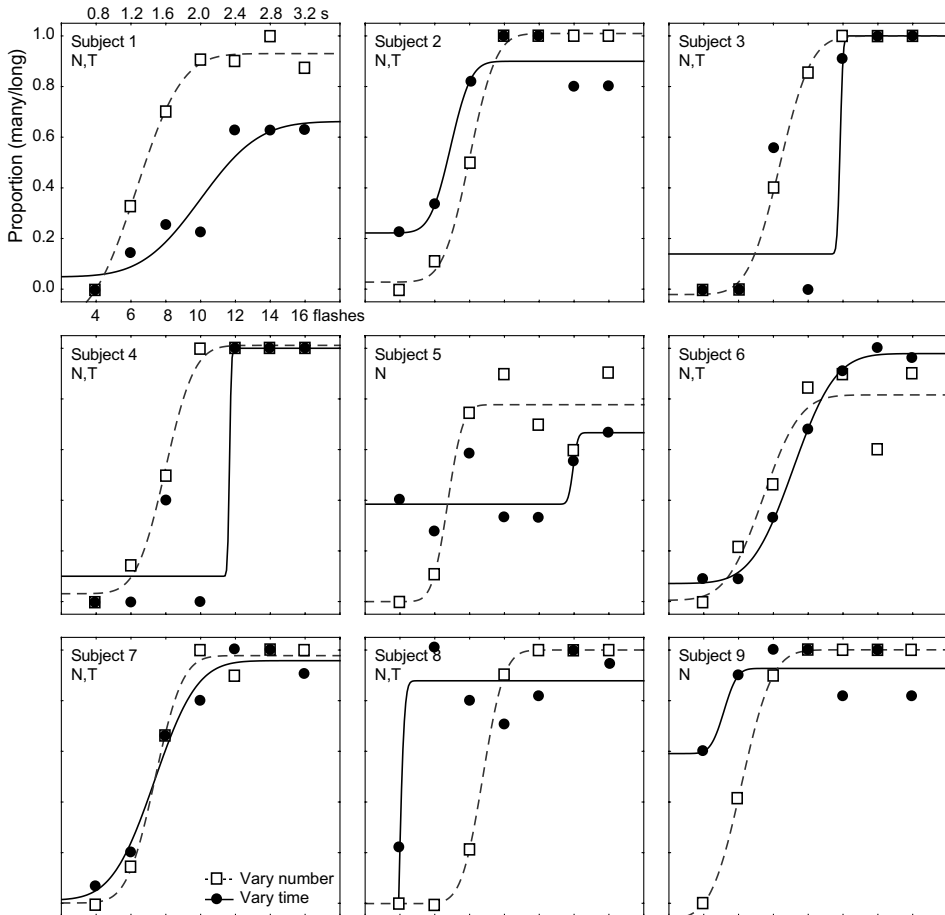 0.8 1.2 1.6 2.0 2.4 2.8 3.2 s
Proportion (many/long)
1.0
0.8
0.6
0.4
0.2
0.0
Subject 1
N,T
Subject 2
N,T
Subject 3
N,T
4 6 8 10 12 14 16 flashes
Subject 4
N,T
Subject 5
N
Subject 6
N,T
Subject 7
N,T
Vary number
Vary time
Subject 8
N,T
Subject 9
N